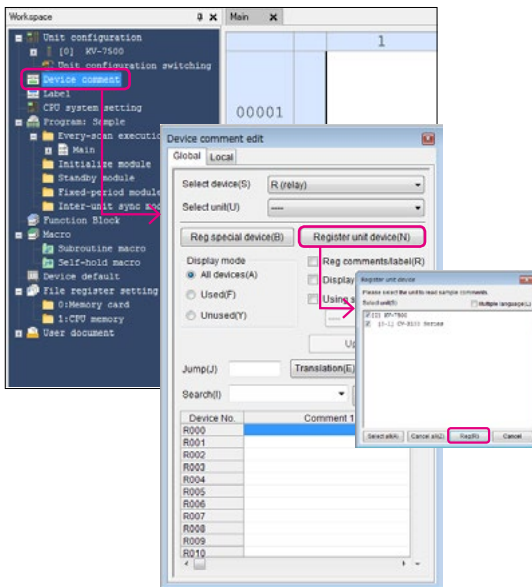 Workspace
Main
Unit configuration
[0] KV-7500
Unit configuration switching
Device comment
Label
CPU system setting
Program: Sample
Every-scan executio
Main
Initialize module
Standby module
Fixed-period module
Inter-unit sync mod
Function Block
Macro
Subroutine macro
Self-hold macro
Device default
File register setting
0:Memory card
1:CPU memory
User document
1
00001
Device comment edit
Global Local
Select device(S) R (relay)
Select unit(U) ----
Reg special device(B) Register unit device(N)
Display mode
All devices(A)
Used(F)
Unused(Y)
Reg comments/label(R)
Display
Using s
----
Up
Jump(J) Translation(E)
Search(I)
Device No. Comment 1
R000
R001
R002
R003
R004
R005
R006
R007
R008
R009
R010
Register unit device
Please select the unit to read sample comments.
Select unit(S) Multiple language(L)
[0] KV-7500
[0-1] CV-X100 Series
Select all(A) Cancel all(Z) Reg(R) Cancel